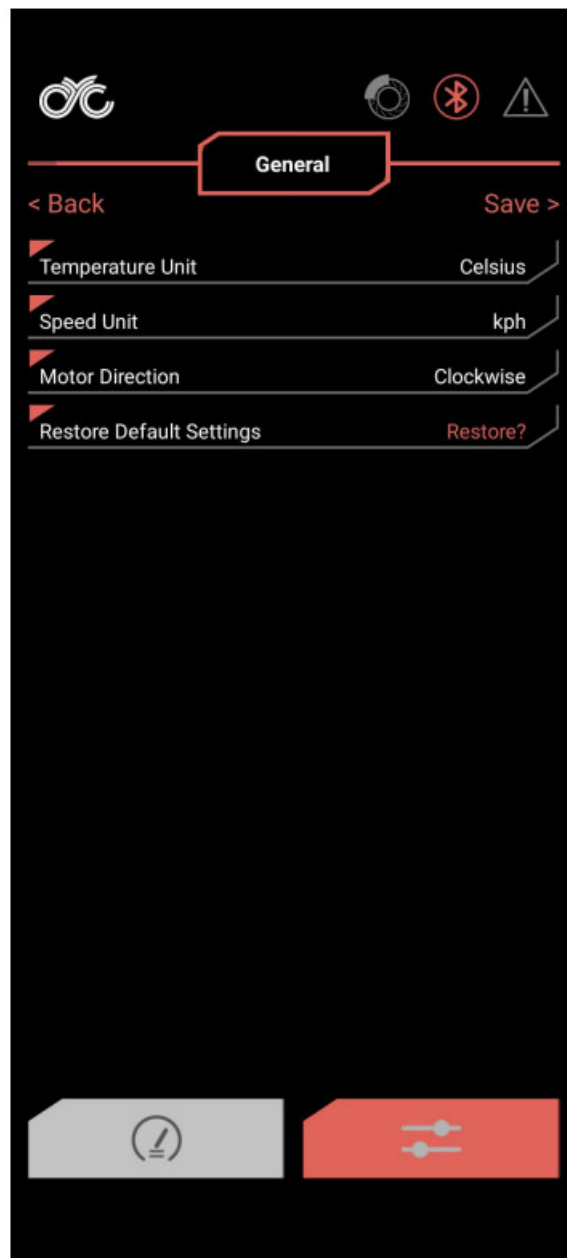 General
< Back
Save >
Temperature Unit
Celsius
Speed Unit
kph
Motor Direction
Clockwise
Restore Default Settings
Restore?